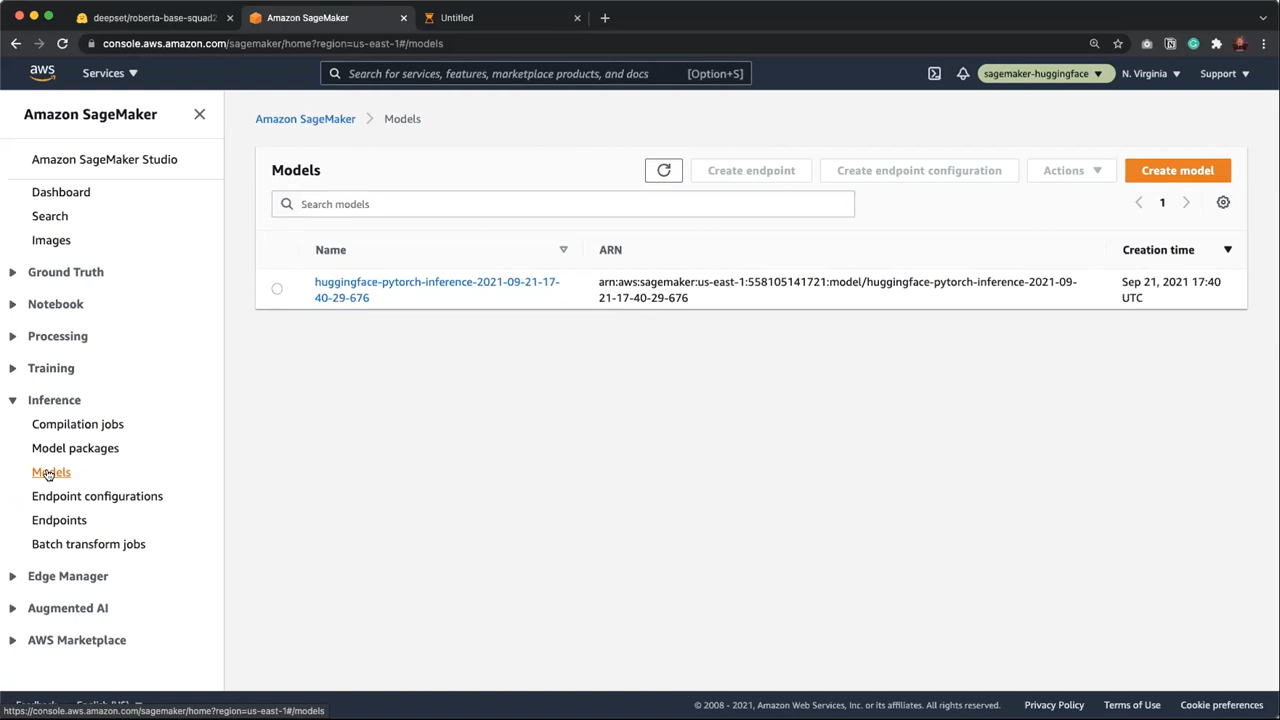 deepset/roberta-base-squad2
Amazon SageMaker
Untitled
console.aws.amazon.com/sagemaker/home?region=us-east-1#/models
aws
Services
Search for services, features, marketplace products, and docs
[Option+S]
sagemaker-huggingface
N. Virginia
Support
Amazon SageMaker
Amazon SageMaker Studio
Dashboard
Search
Images
Ground Truth
Notebook
Processing
Training
Inference
Compilation jobs
Model packages
Models
Endpoint configurations
Endpoints
Batch transform jobs
Edge Manager
Augmented AI
AWS Marketplace
Amazon SageMaker
Models
Models
Create endpoint
Create endpoint configuration
Actions
Create model
Search models
1
Name
ARN
Creation time
huggingface-pytorch-inference-2021-09-21-17-
40-29-676
arn:aws:sagemaker:us-east-1:558105141721:model/huggingface-pytorch-inference-2021-09-
21-17-40-29-676
Sep 21, 2021 17:40
UTC
https://console.aws.amazon.com/sagemaker/home?region=us-east-1#/models
© 2008 - 2021, Amazon Web Services, Inc. or its affiliates. All rights reserved.
Privacy Policy
Terms of Use
Cookie preferences